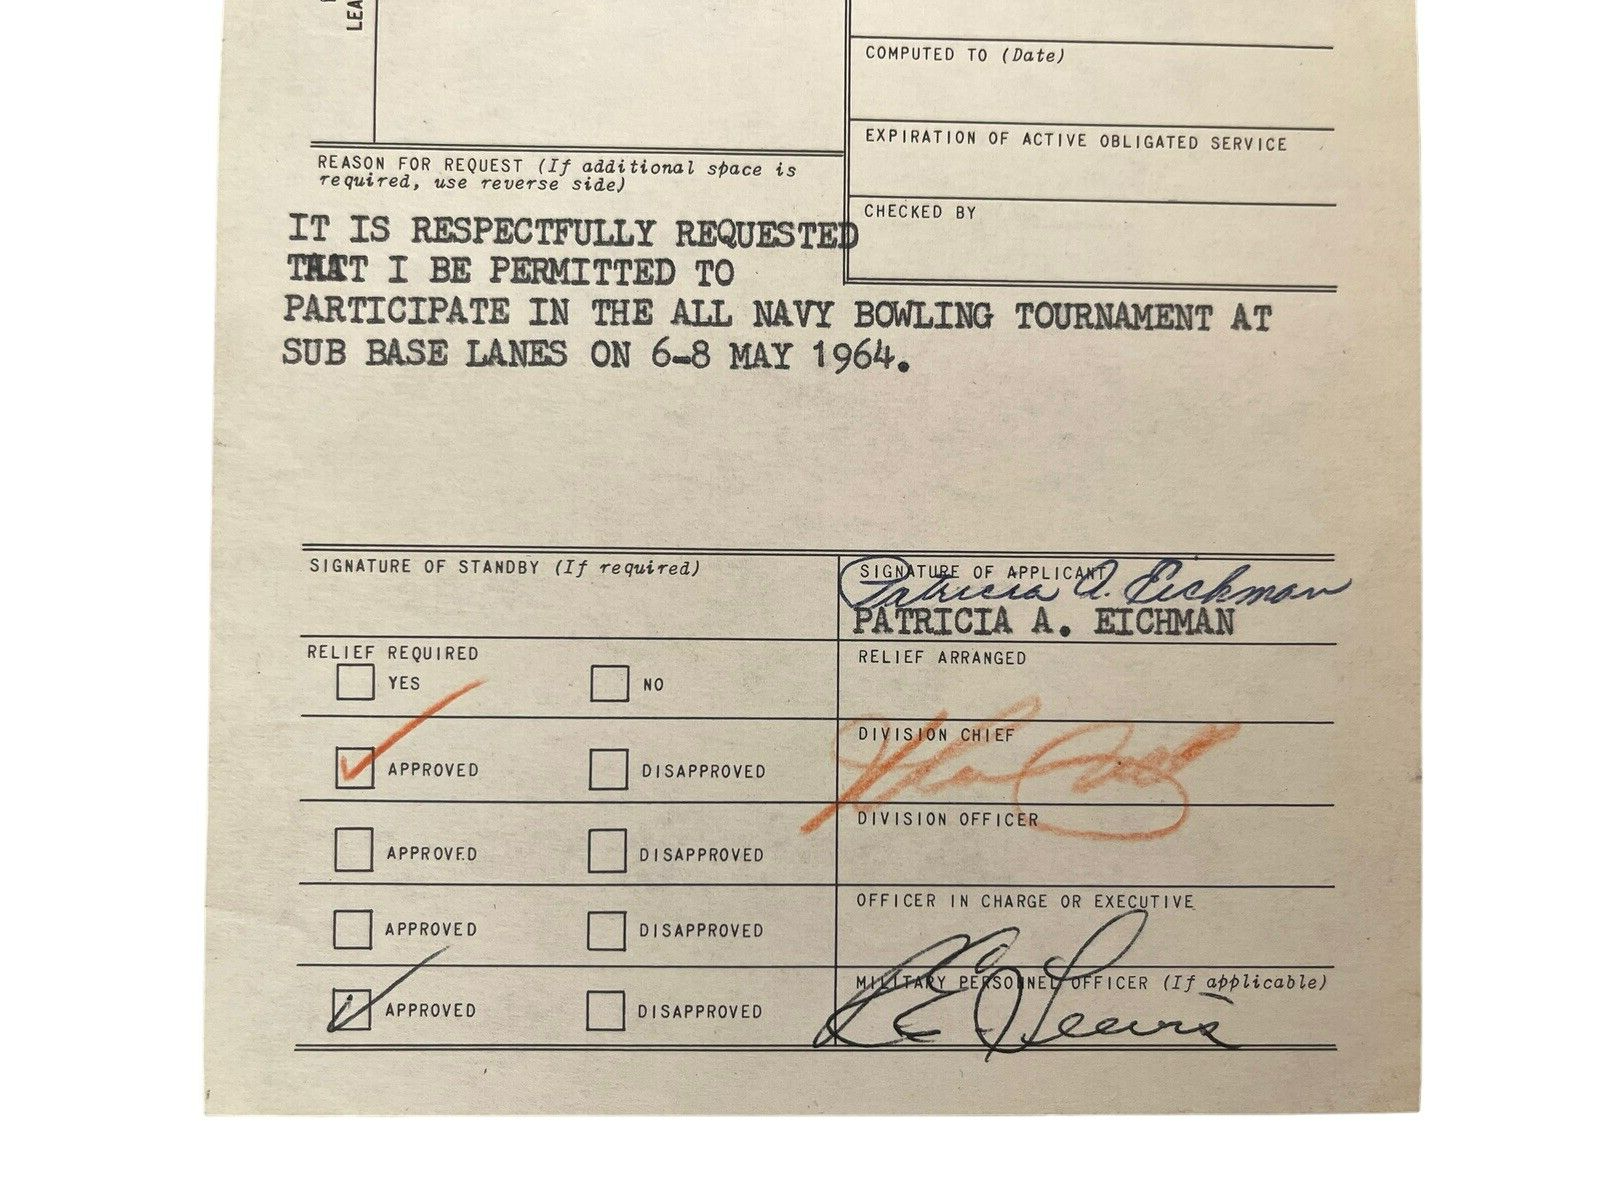 LEA
COMPUTED TO (Date)
EXPIRATION OF ACTIVE OBLIGATED SERVICE
CHECKED BY
REASON FOR REQUEST (If additional space is
required, use reverse side)
IT IS RESPECTFULLY REQUESTED
THAT I BE PERMITTED TO
PARTICIPATE IN THE ALL NAVY BOWLING TOURNAMENT AT
SUB BASE LANES ON 6-8 MAY 1964.
SIGNATURE OF STANDBY (If required)
SIGNATURE OF APPLICANT
Patricia A. Eichman
PATRICIA A. EICHMAN
RELIEF REQUIRED
YES NO
RELIEF ARRANGED
APPROVED DISAPPROVED
DIVISION CHIEF
APPROVED DISAPPROVED
DIVISION OFFICER
APPROVED DISAPPROVED
OFFICER IN CHARGE OR EXECUTIVE
APPROVED DISAPPROVED
MILITARY PERSONNEL OFFICER (If applicable)
Lewis